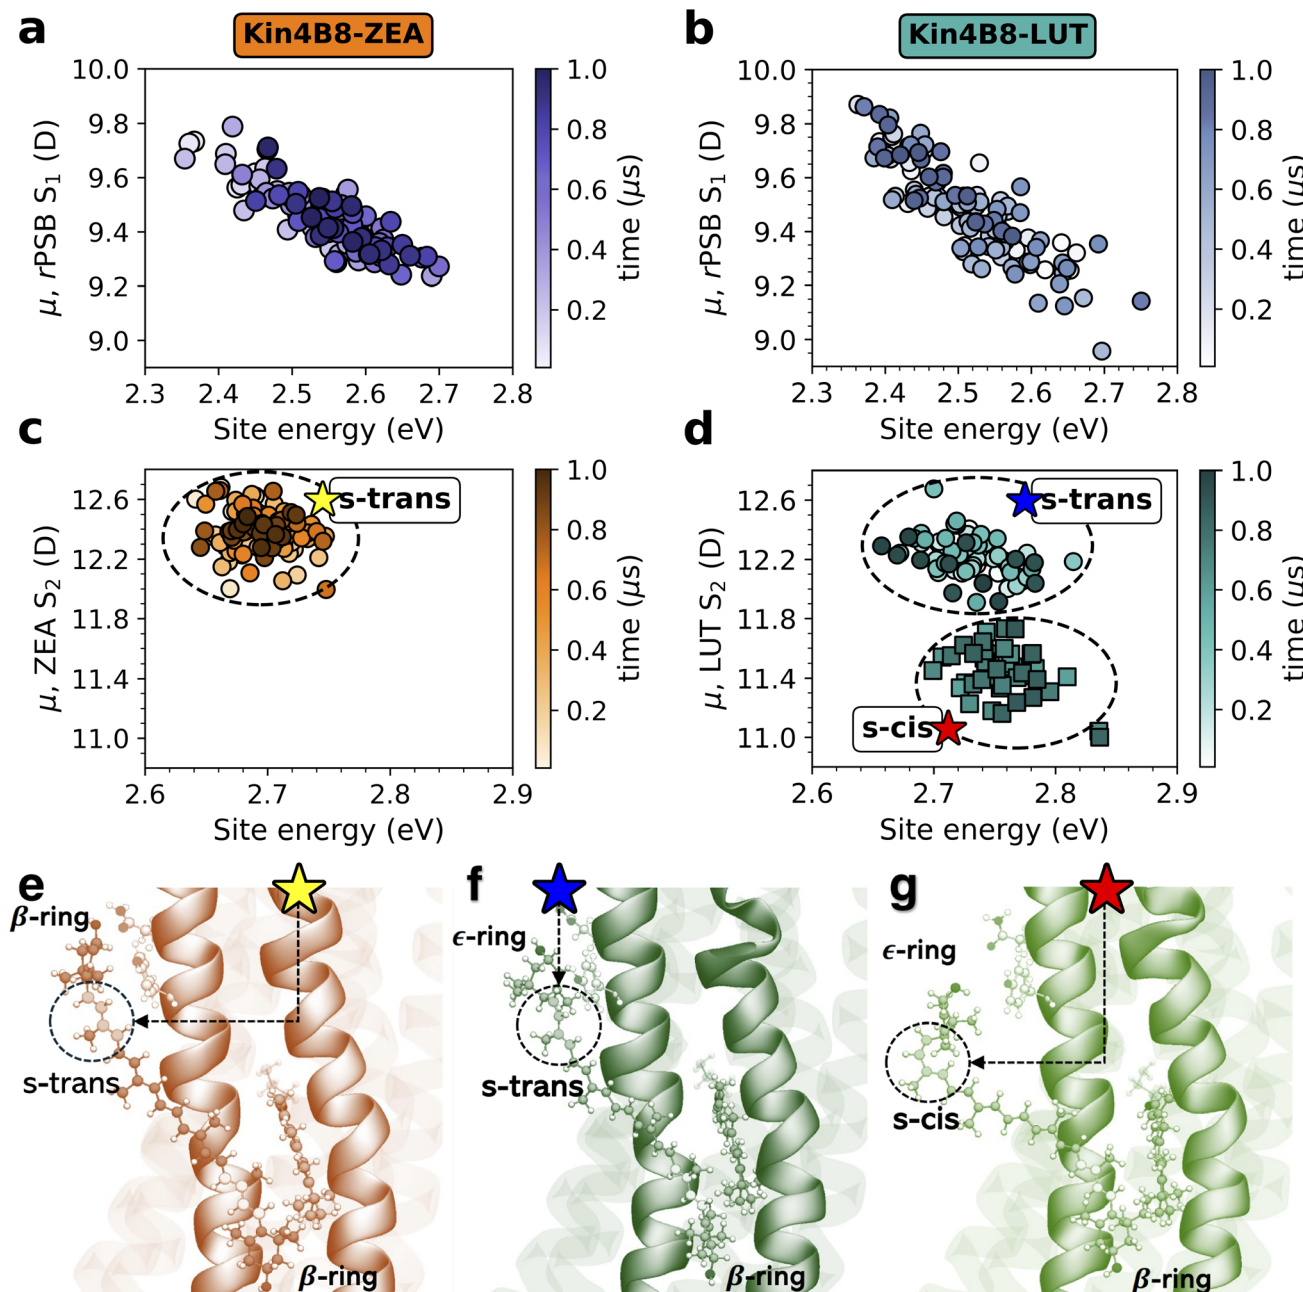 a
Kin4B8-ZEA
b
Kin4B8-LUT
10.0
9.8
9.6
9.4
9.2
9.0
μ, rPSB S₁ (D)
2.3 2.4 2.5 2.6 2.7 2.8
Site energy (eV)
1.0
0.8
0.6
0.4
0.2
time (μs)
10.0
9.8
9.6
9.4
9.2
9.0
μ, rPSB S₁ (D)
2.3 2.4 2.5 2.6 2.7 2.8
Site energy (eV)
1.0
0.8
0.6
0.4
0.2
time (μs)
c
12.6
12.2
11.8
11.4
11.0
μ, ZEA S₂ (D)
s-trans
2.6 2.7 2.8 2.9
Site energy (eV)
1.0
0.8
0.6
0.4
0.2
time (μs)
d
12.6
12.2
11.8
11.4
11.0
μ, LUT S₂ (D)
s-trans
s-cis
2.6 2.7 2.8 2.9
Site energy (eV)
1.0
0.8
0.6
0.4
0.2
time (μs)
e
β-ring
s-trans
β-ring
f
ϵ-ring
s-trans
β-ring
g
ϵ-ring
s-cis
β-ring